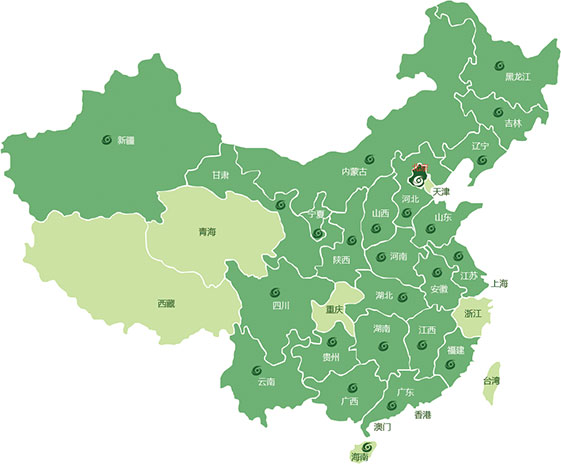 黑龙江
吉林
辽宁
新疆
内蒙古
甘肃
天津
河北
宁夏
山西
山东
青海
陕西
河南
江苏
上海
安徽
西藏
四川
重庆
湖北
浙江
湖南
江西
贵州
福建
云南
台湾
广西
广东
香港
澳门
海南